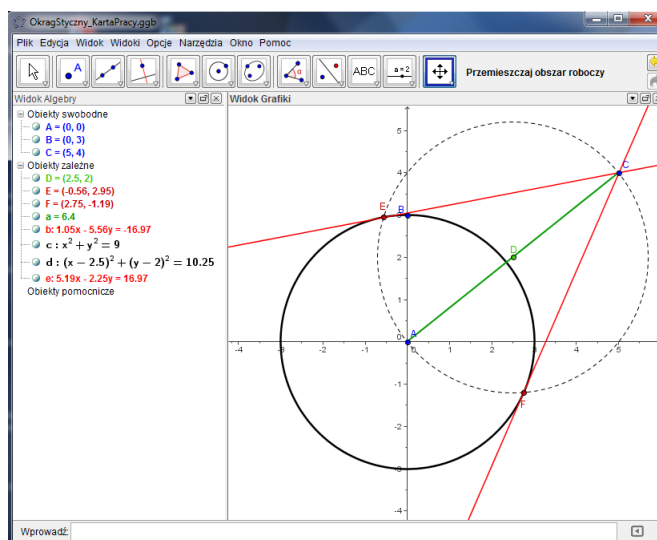 OkragStyczny_KartaPracy.ggb
Plik Edycja Widok Widoki Opcje Narzędzia Okno Pomoc
A
ABC
a=2
Przemieszczaj obszar roboczy
Widok Algebry
Widok Grafiki
Obiekty swobodne
A = (0, 0)
B = (0, 3)
C = (5, 4)
Obiekty zależne
D = (2.5, 2)
E = (-0.56, 2.95)
F = (2.75, -1.19)
a = 6.4
b: 1.05x - 5.56y = -16.97
c : x² + y² = 9
d : (x − 2.5)² + (y − 2)² = 10.25
e: 5.19x - 2.25y = 16.97
Obiekty pomocnicze
5
4
C
E
B
3
D
2
1
A
0
-4 -3 -2 -1 0 1 2 3 4 5
-1
F
-2
-3
-4
Wprowadź: